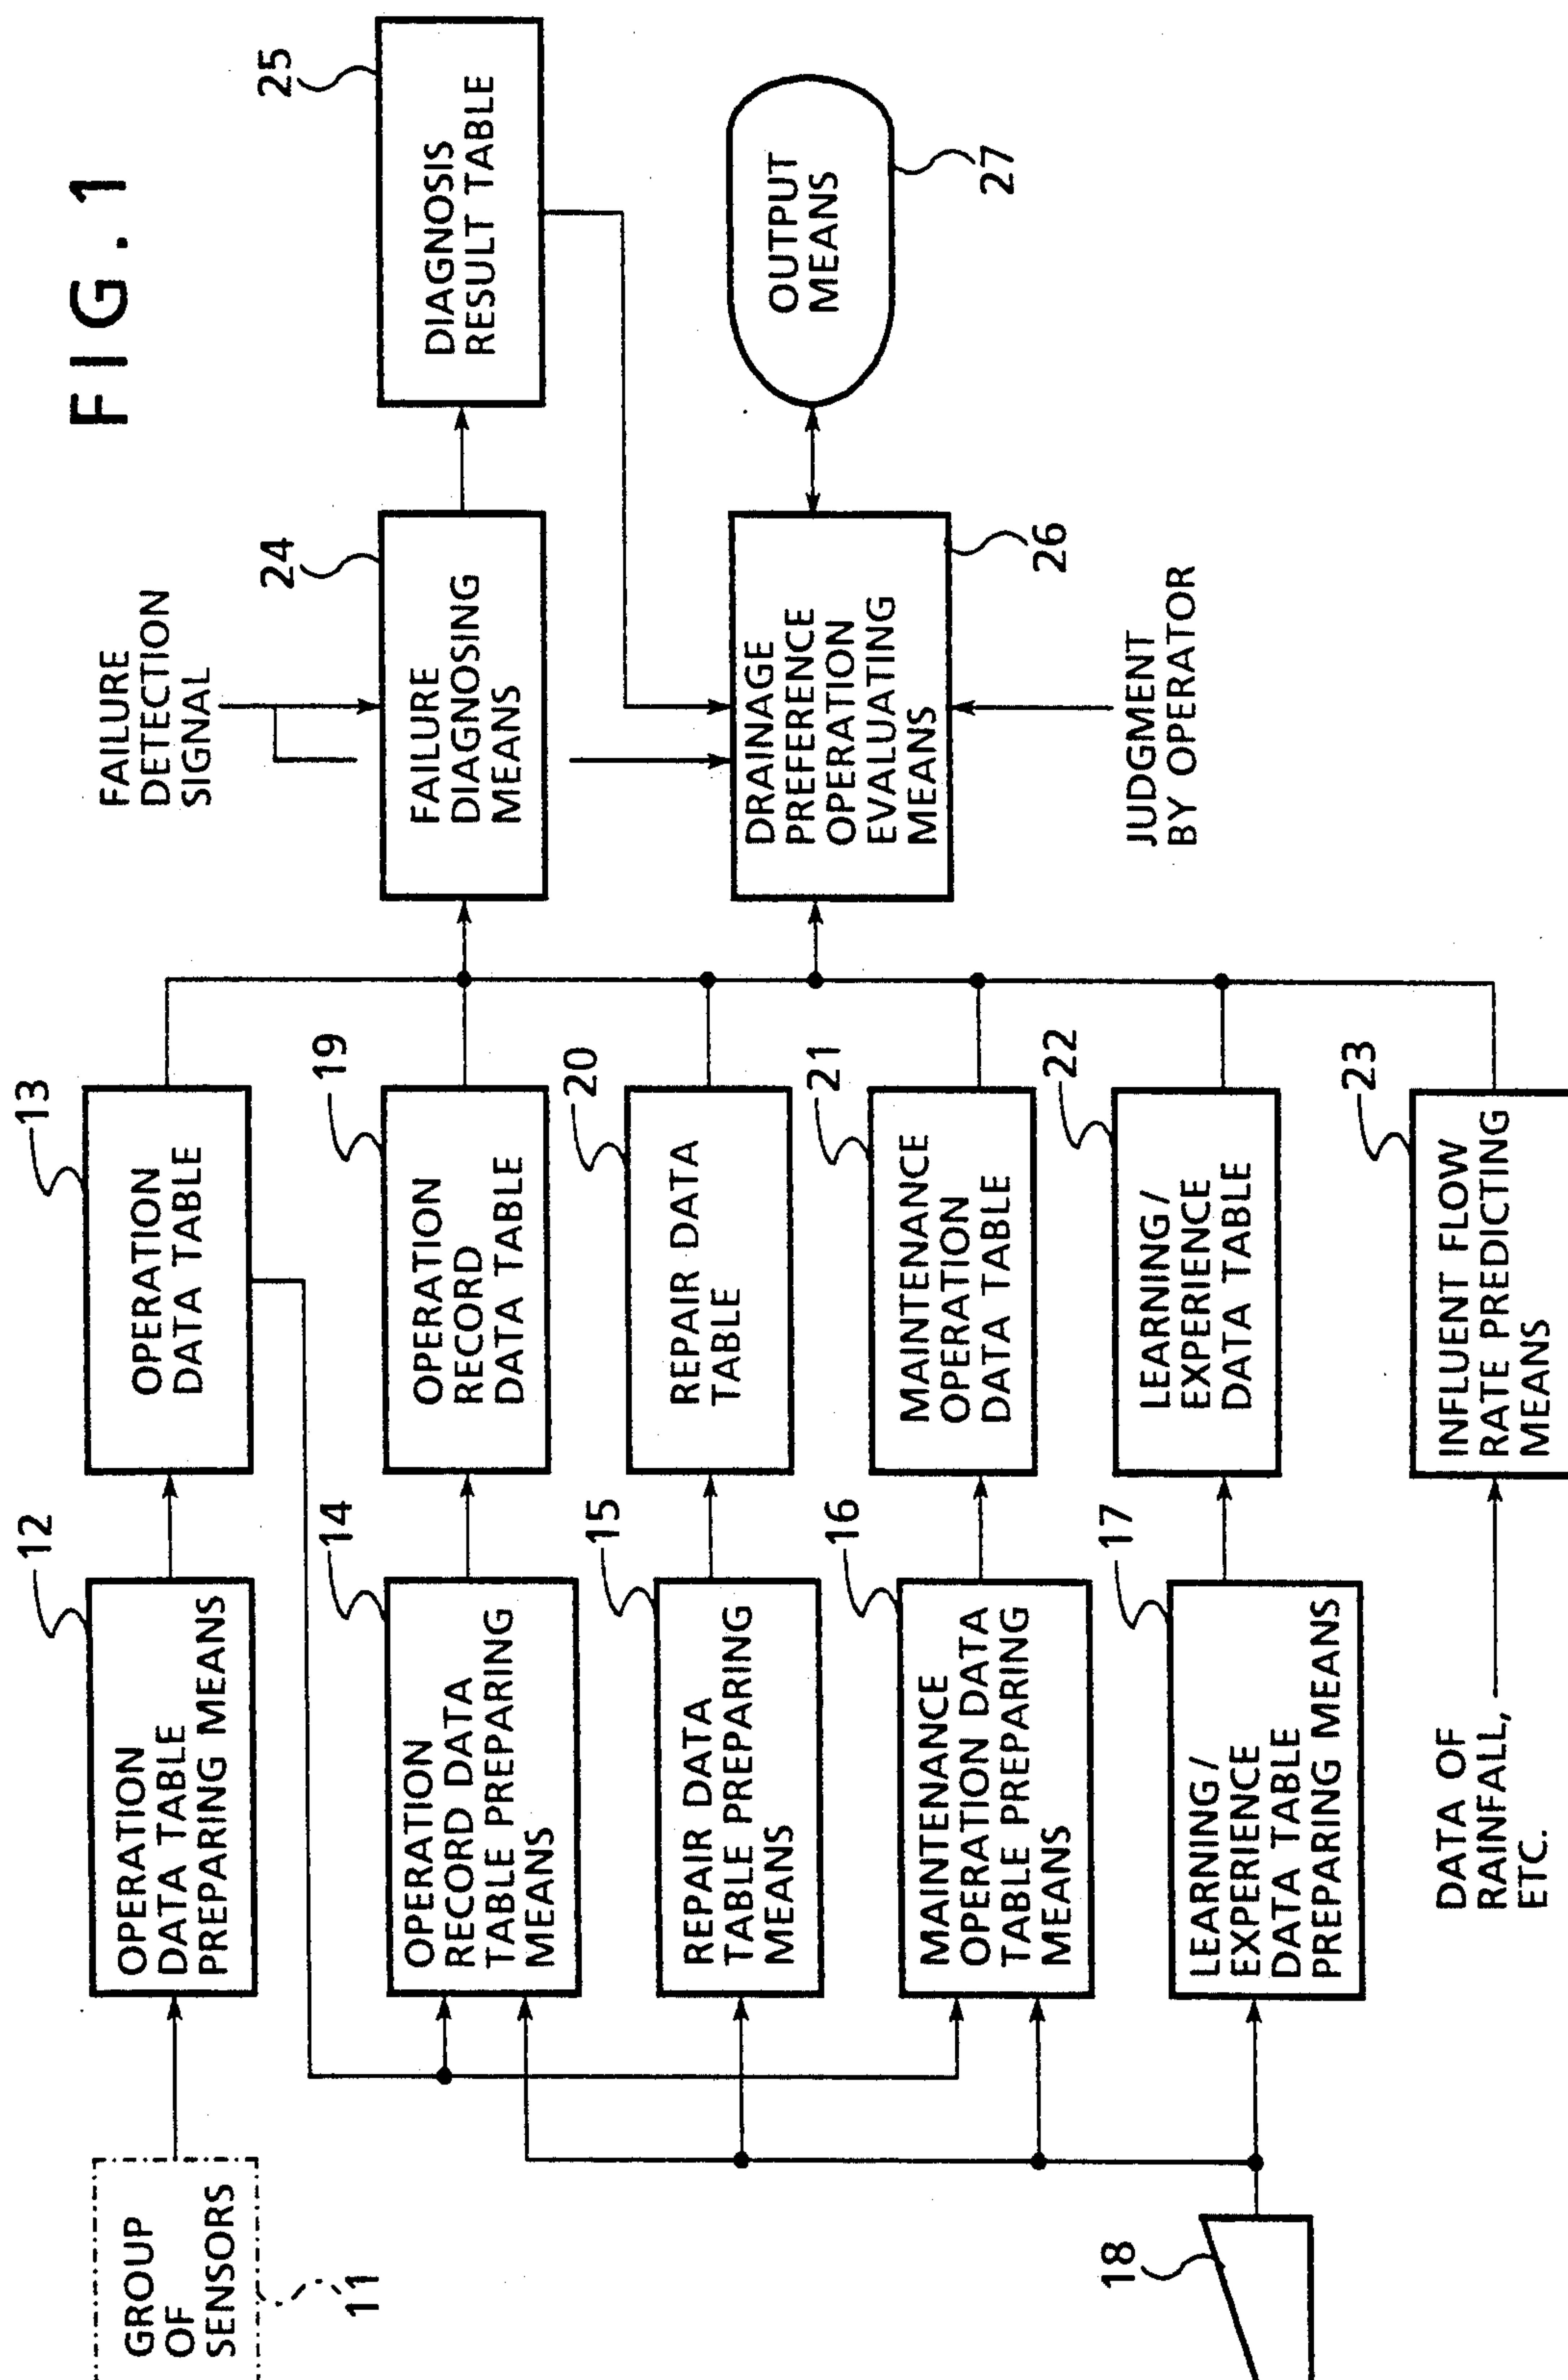 FIG. 1
GROUP
OF
SENSORS
11
12
OPERATION
DATA TABLE
PREPARING MEANS
13
OPERATION
DATA TABLE
14
OPERATION
RECORD DATA
TABLE PREPARING
MEANS
19
OPERATION
RECORD
DATA TABLE
15
REPAIR DATA
TABLE PREPARING
MEANS
20
REPAIR DATA
TABLE
16
MAINTENANCE
OPERATION DATA
TABLE PREPARING
MEANS
21
MAINTENANCE
OPERATION
DATA TABLE
17
LEARNING/
EXPERIENCE
DATA TABLE
PREPARING MEANS
22
LEARNING/
EXPERIENCE
DATA TABLE
18
DATA OF
RAINFALL,
ETC.
23
INFLUENT FLOW
RATE PREDICTING
MEANS
FAILURE
DETECTION
SIGNAL
24
FAILURE
DIAGNOSING
MEANS
25
DIAGNOSIS
RESULT TABLE
DRAINAGE
PREFERENCE
OPERATION
EVALUATING
MEANS
26
OUTPUT
MEANS
27
JUDGMENT
BY OPERATOR